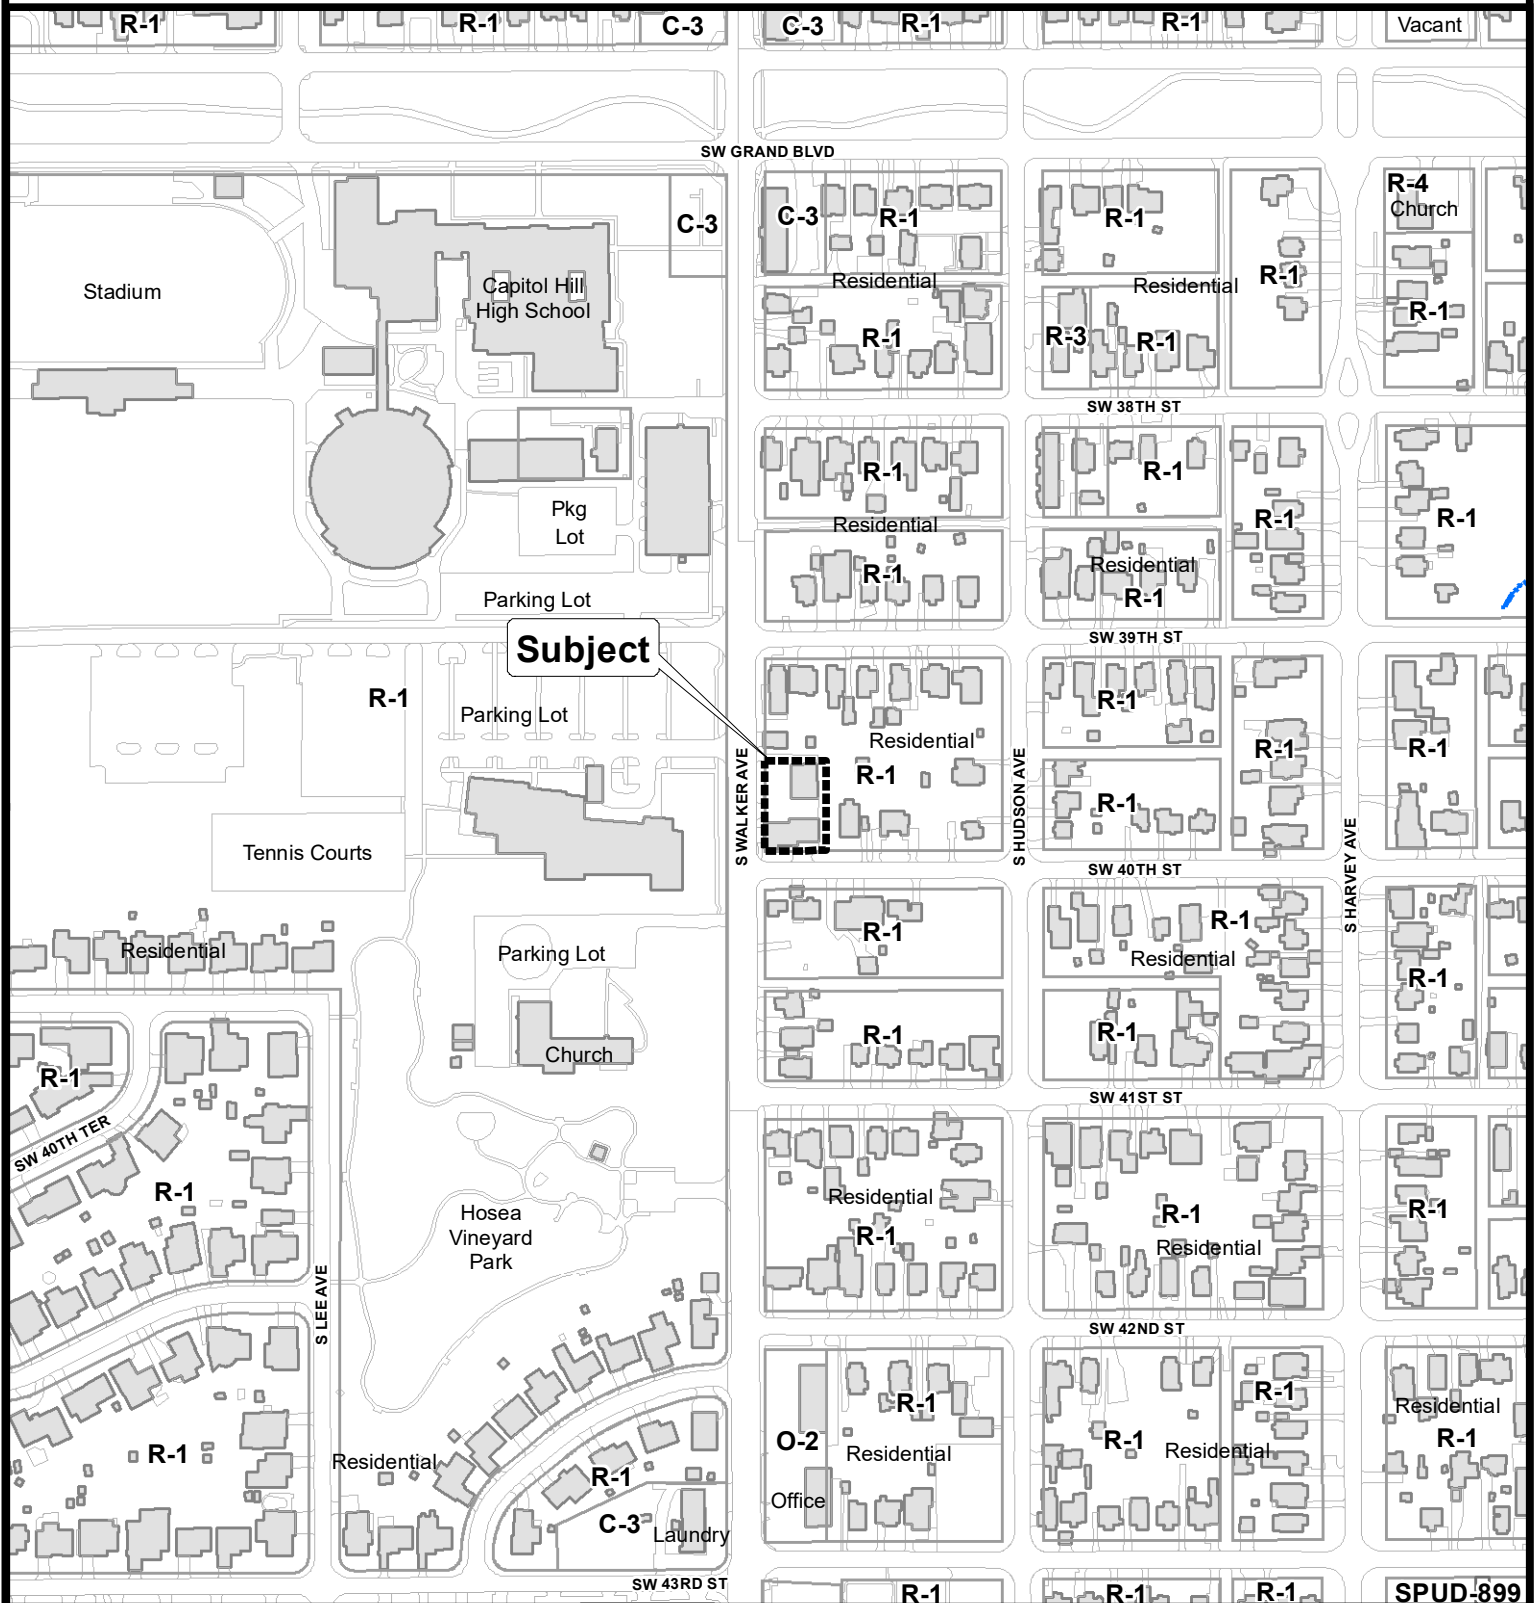 R-1
R-1
C-3
C-3
R-1
R-1
Vacant
SW GRAND BLVD
Stadium
Capitol Hill
High School
C-3
C-3
R-1
Residential
R-1
R-1
Residential
R-1
R-3
R-1
R-4
Church
R-1
SW 38TH ST
Pkg
Lot
Parking Lot
R-1
Residential
R-1
R-1
Residential
R-1
R-1
R-1
SW 39TH ST
Subject
R-1
Parking Lot
Residential
R-1
R-1
R-1
R-1
R-1
S WALKER AVE
S HUDSON AVE
S HARVEY AVE
Tennis Courts
SW 40TH ST
Residential
Parking Lot
R-1
R-1
Residential
R-1
R-1
R-1
R-1
Church
SW 41ST ST
SW 40TH TER
R-1
Hosea
Vineyard
Park
Residential
R-1
R-1
Residential
R-1
S LEE AVE
SW 42ND ST
R-1
Residential
R-1
C-3
Laundry
O-2
Office
R-1
Residential
R-1
Residential
R-1
Residential
R-1
SW 43RD ST
R-1
R-1
R-1
SPUD-899